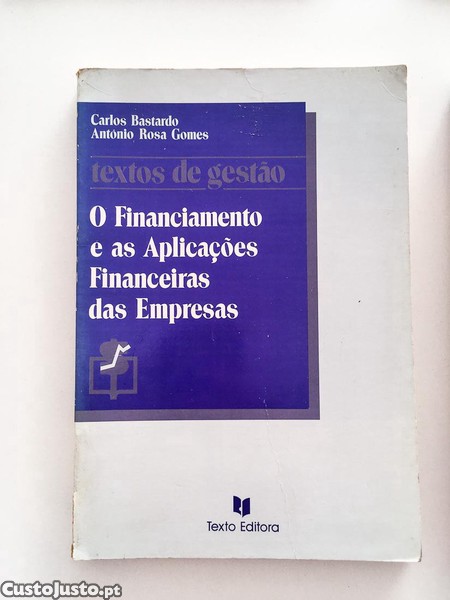 Carlos Bastardo
António Rosa Gomes
textos de gestão
O Financiamento
e as Aplicações
Financeiras
das Empresas
Texto Editora
CustoJusto.pt